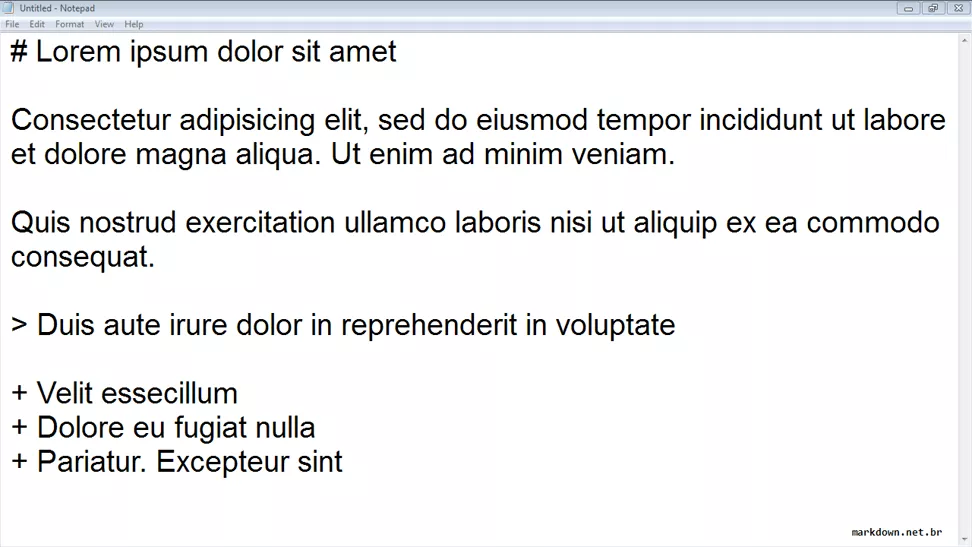 Untitled - Notepad
File Edit Format View Help
# Lorem ipsum dolor sit amet
Consectetur adipisicing elit, sed do eiusmod tempor incididunt ut labore
et dolore magna aliqua. Ut enim ad minim veniam.
Quis nostrud exercitation ullamco laboris nisi ut aliquip ex ea commodo
consequat.
> Duis aute irure dolor in reprehenderit in voluptate
+ Velit essecillum
+ Dolore eu fugiat nulla
+ Pariatur. Excepteur sint
markdown.net.br